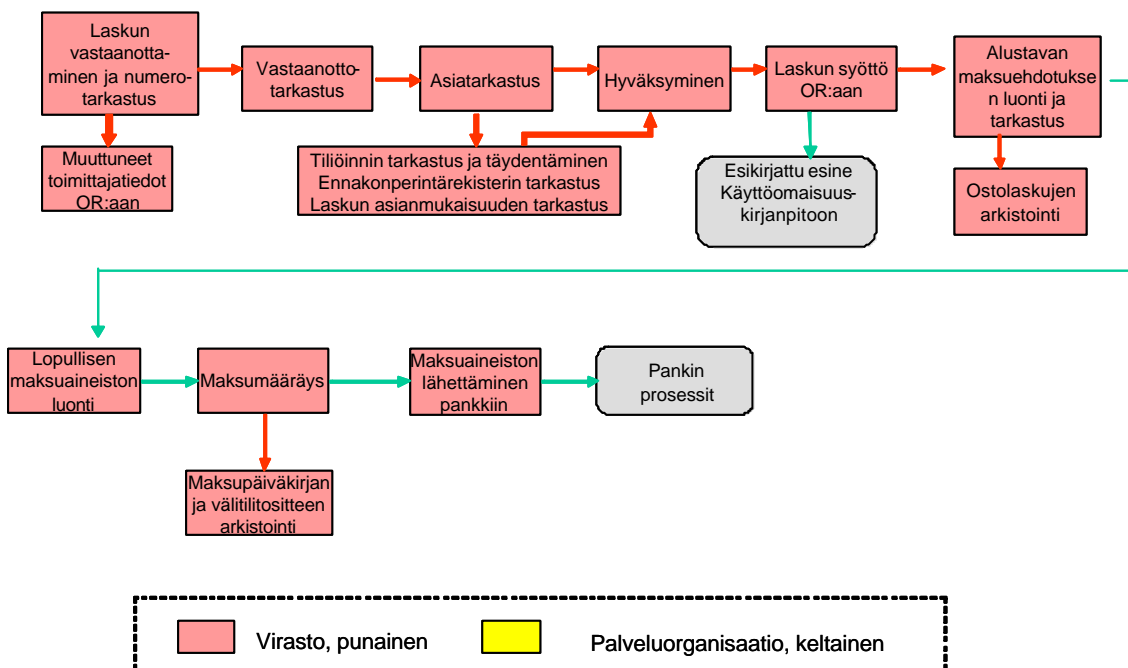 Laskun
vastaanotta-
minen ja numero-
tarkastus
Vastaanotto-
tarkastus
Asiatarkastus
Hyväksyminen
Laskun syöttö
OR:aan
Alustavan
maksuehdotukse
n luonti ja
tarkastus
Muuttuneet
toimittajatiedot
OR:aan
Tiliöinnin tarkastus ja täydentäminen
Ennakonperintärekisterin tarkastus
Laskun asianmukaisuuden tarkastus
Esikirjattu esine
Käyttöomaisuus-
kirjanpitoon
Ostolaskujen
arkistointi
Lopullisen
maksuaineiston
luonti
Maksumääräys
Maksuaineiston
lähettäminen
pankkiin
Pankin
prosessit
Maksupäiväkirjan
ja välitilitositteen
arkistointi
Virasto, punainen
Palveluorganisaatio, keltainen